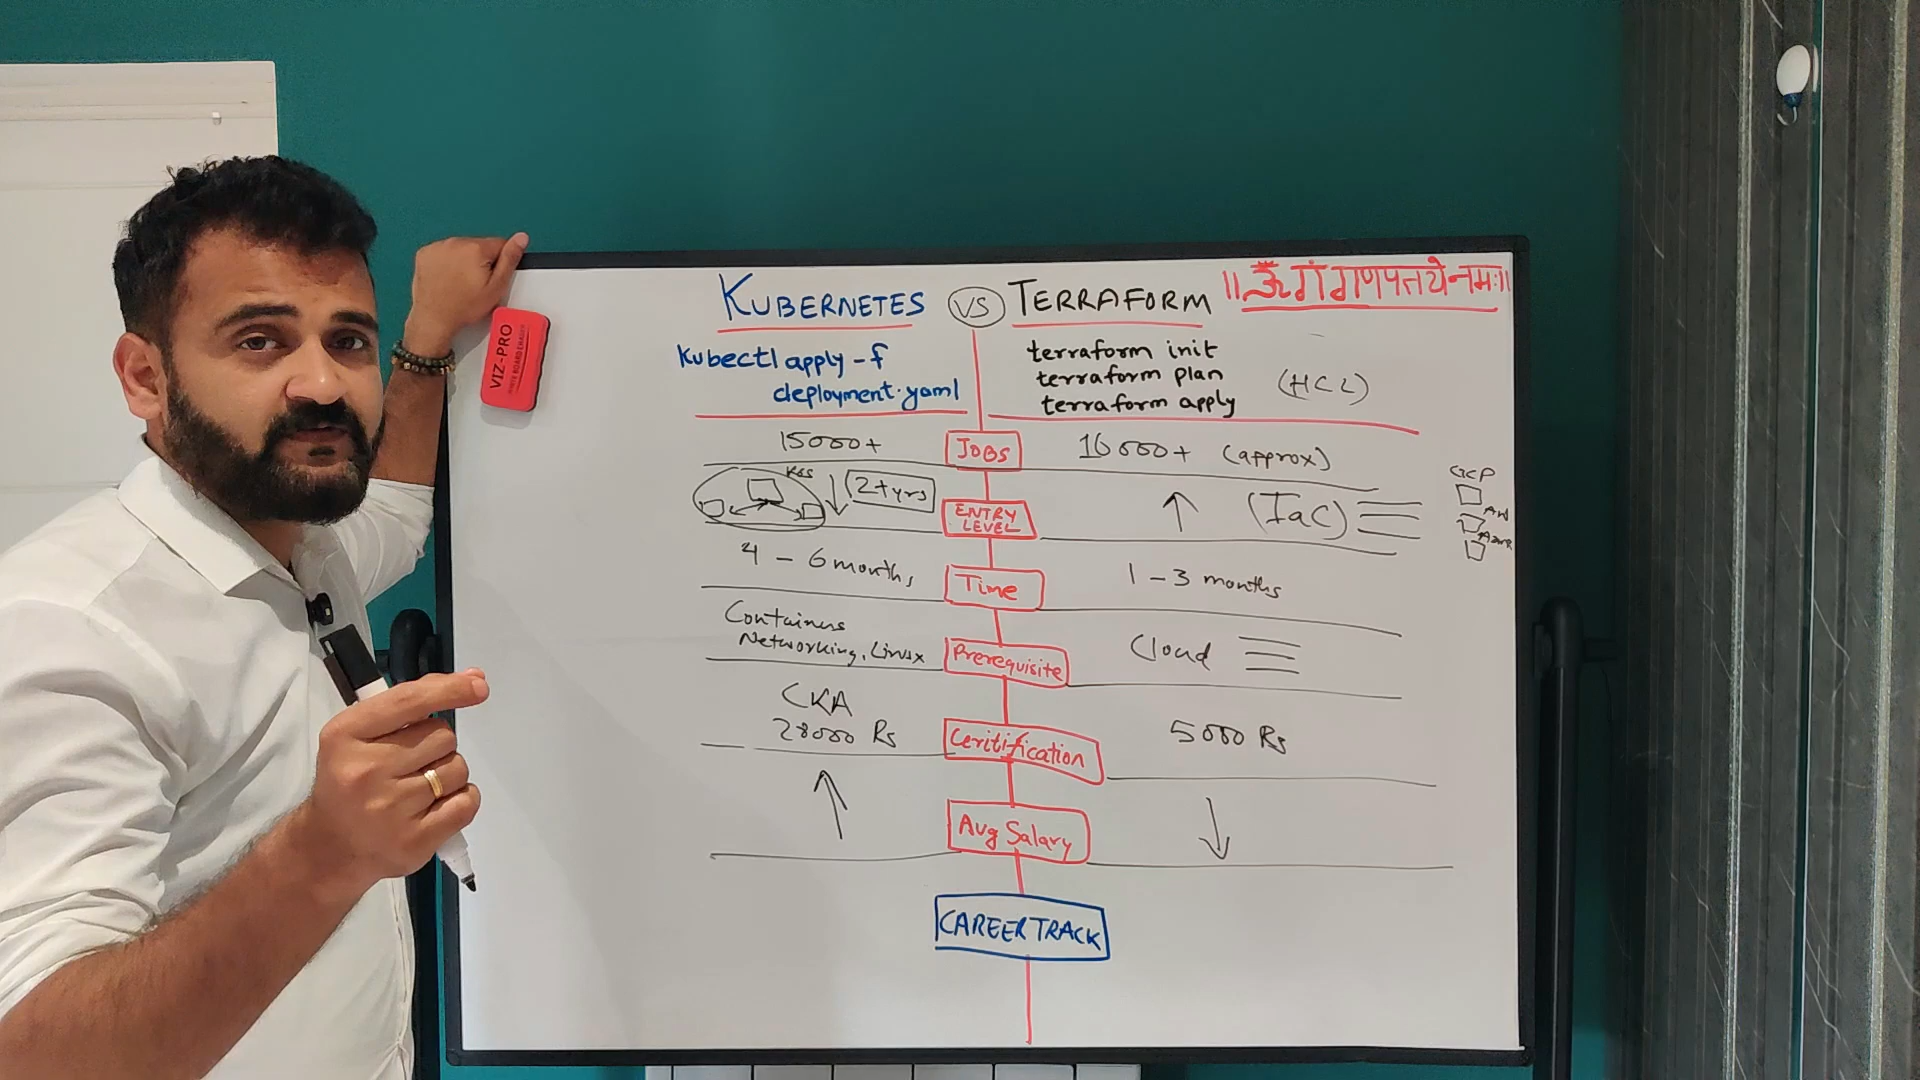 KUBERNETES VS TERRAFORM
॥ॐ गं गणपतये नमः॥
Kubectl apply -f
deployment.yaml
terraform init
terraform plan
terraform apply
(HCL)
15000+
JOBS
16000+ (approx)
K8s
2+yrs
ENTRY
LEVEL
(IaC)
GCP
Azure
4 - 6 months
Time
1 - 3 months
Containers
Networking, Linux
Prerequisite
Cloud
CKA
28000 Rs
Ceritification
5000 Rs
Avg Salary
CAREER TRACK
VIZ-PRO